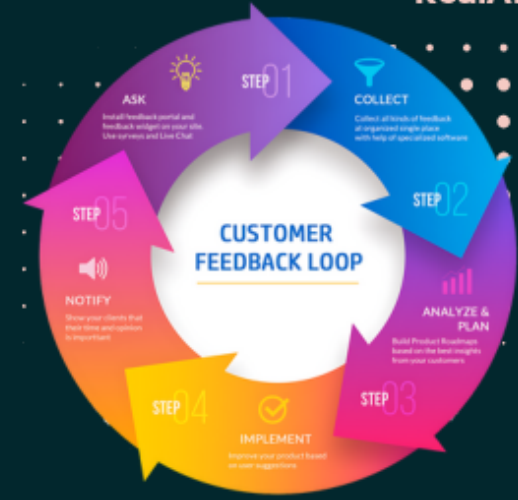 CUSTOMER
FEEDBACK LOOP
STEP 01
ASK
Install feedback portal and
feedback widget on your site.
Use surveys and Live Chat
STEP 02
COLLECT
Collect all kinds of feedback
at organized single place
with help of specialized software
STEP 03
ANALYZE &
PLAN
Build Product Roadmaps
based on the best insights
from your customers
STEP 04
IMPLEMENT
Improve your product based
on user suggestions
STEP 05
NOTIFY
Show your clients that
their time and opinion
is important